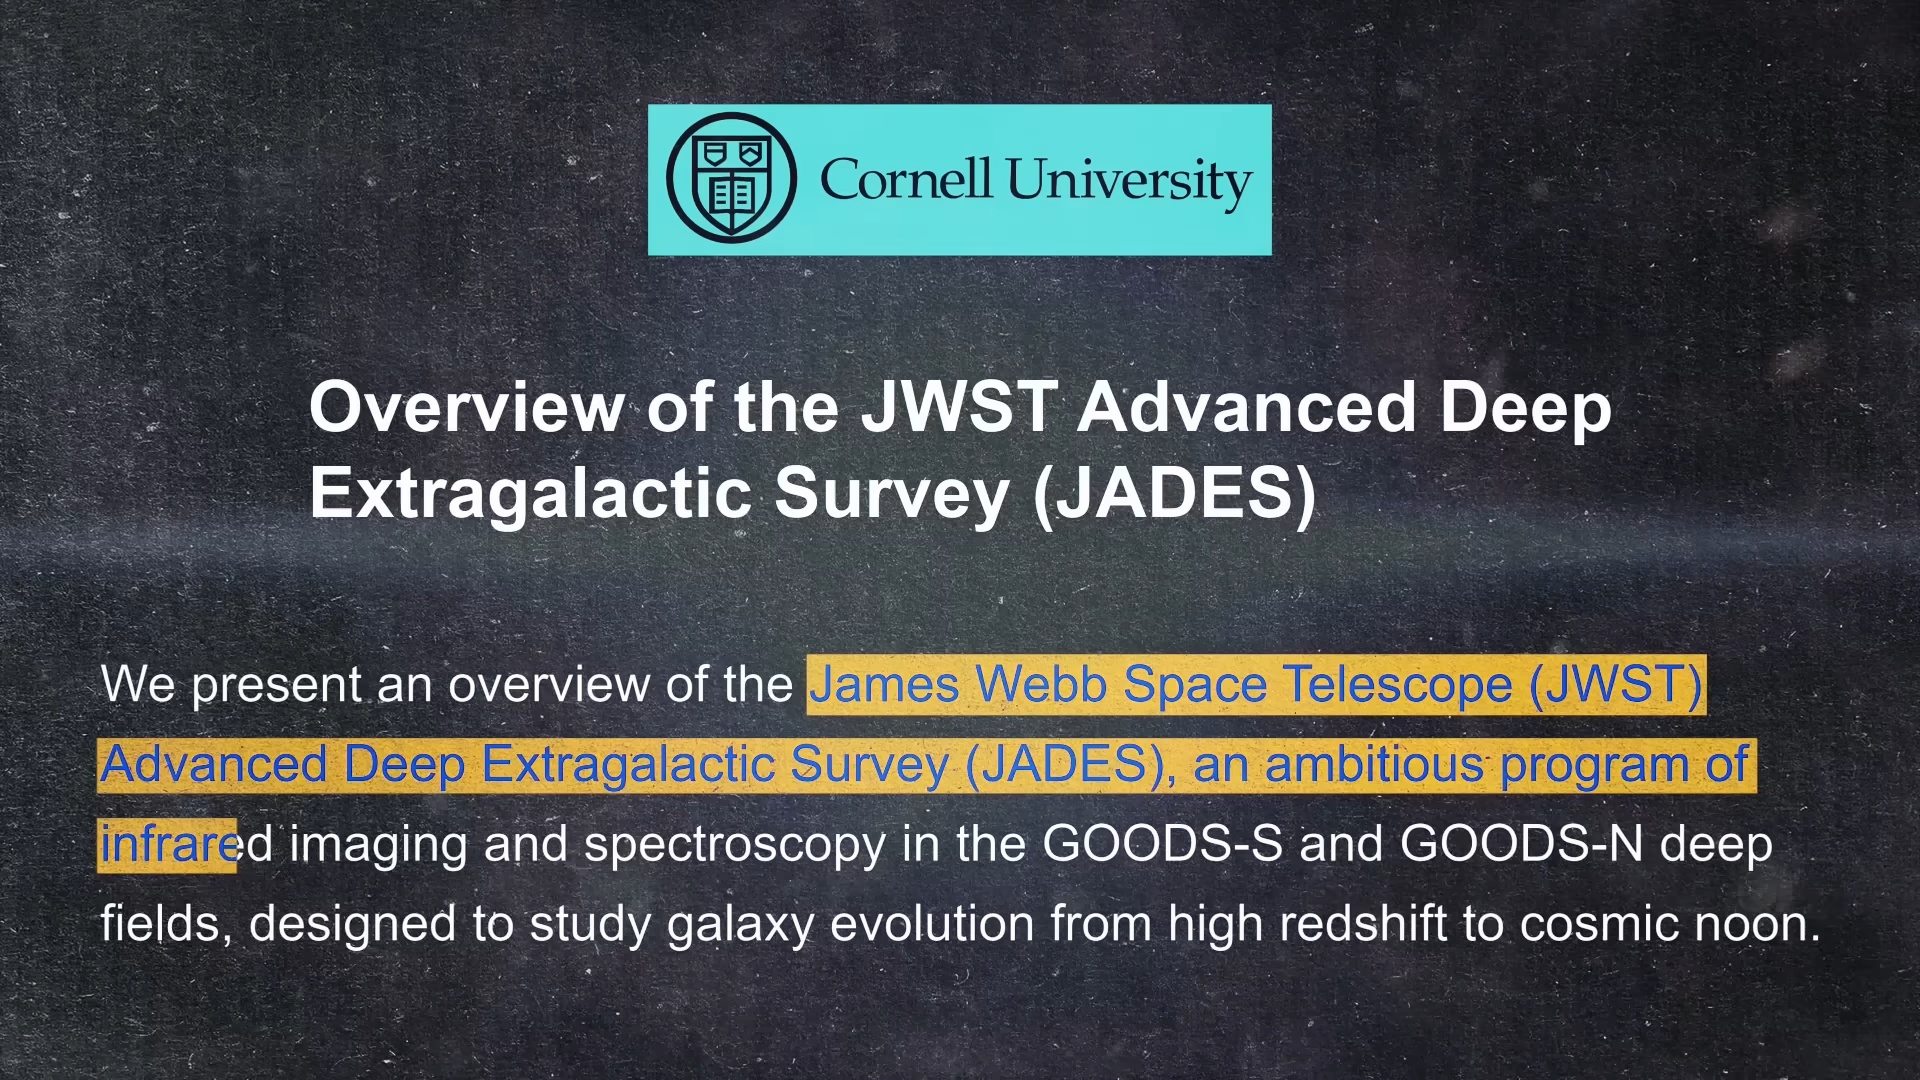 Cornell University
Overview of the JWST Advanced Deep
Extragalactic Survey (JADES)
We present an overview of the James Webb Space Telescope (JWST)
Advanced Deep Extragalactic Survey (JADES), an ambitious program of
infrared imaging and spectroscopy in the GOODS-S and GOODS-N deep
fields, designed to study galaxy evolution from high redshift to cosmic noon.